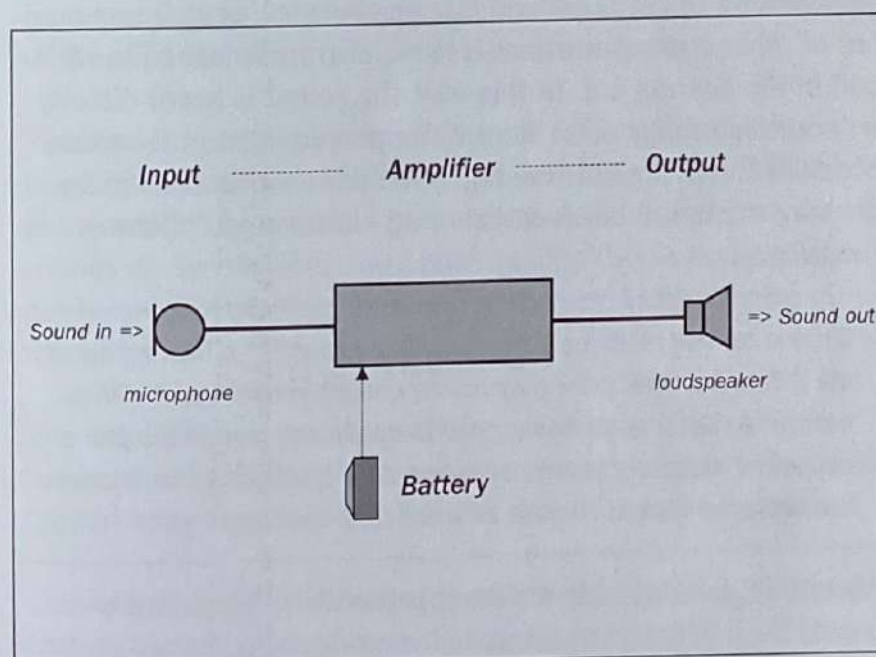 Input ............ Amplifier ............ Output
Sound in => => Sound out
microphone loudspeaker
Battery